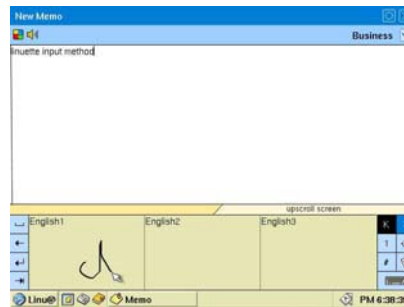 New Memo
Business
linuette input method
upscroll screen
English1 English2 English3
K
1
#
Linu@ Memo PM 6:38:3